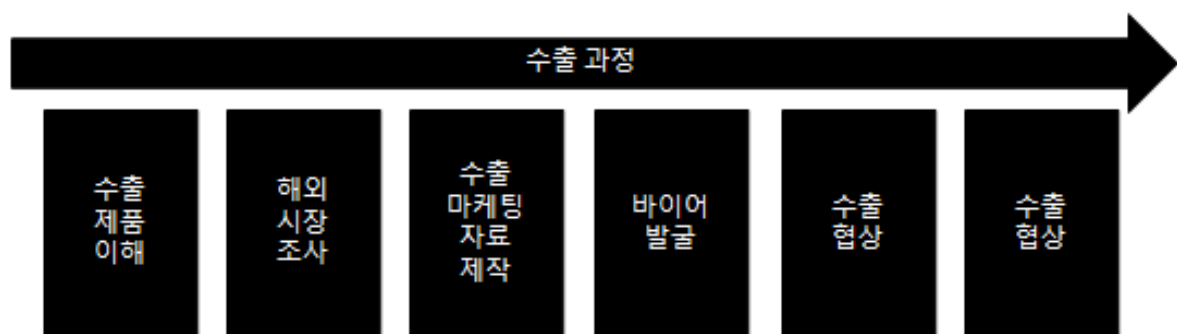 수출 과정
수출
제품
이해
해외
시장
조사
수출
마케팅
자료
제작
바이어
발굴
수출
협상
수출
협상